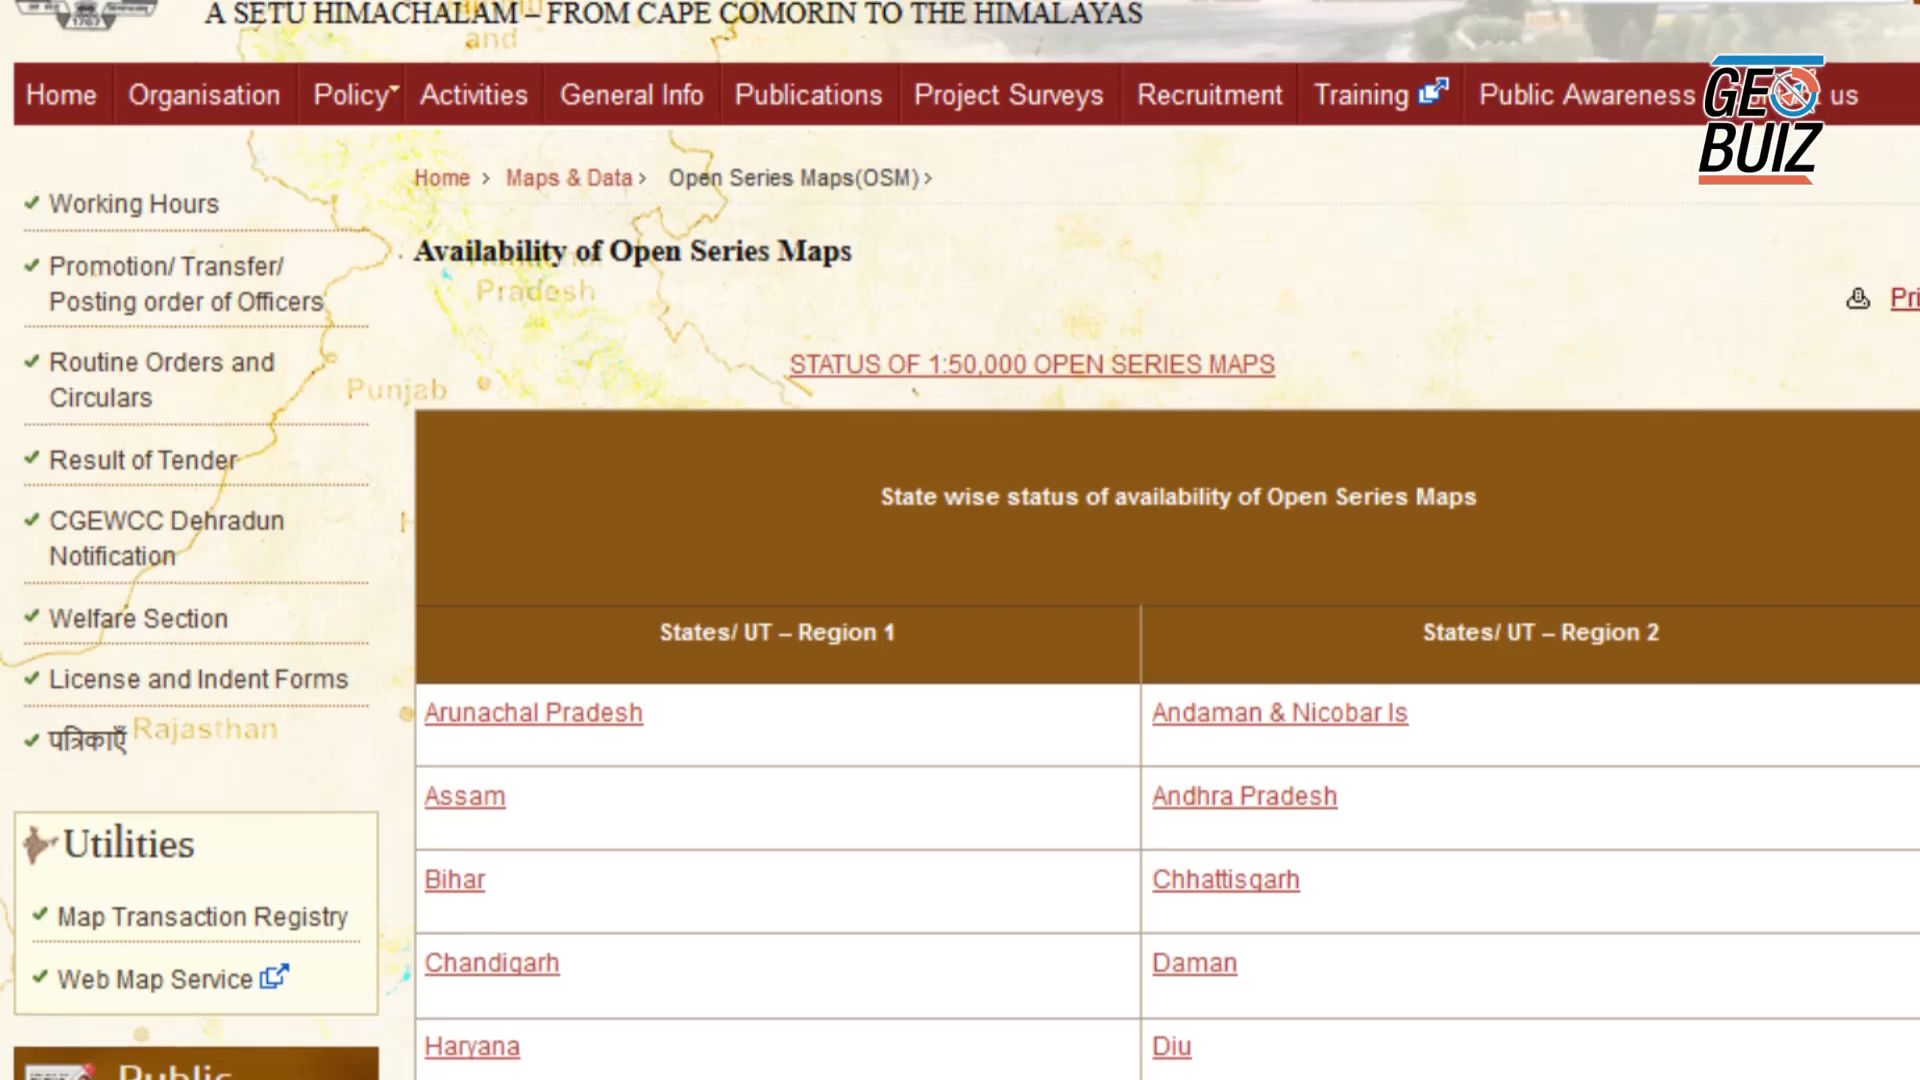 A SETU HIMACHALAM – FROM CAPE COMORIN TO THE HIMALAYAS
1767
and
Home Organisation Policy Activities General Info Publications Project Surveys Recruitment Training Public Awareness us
GEO
BUIZ
Home > Maps & Data > Open Series Maps(OSM) >
Working Hours
Promotion/ Transfer/
Posting order of Officers
Routine Orders and
Circulars
Result of Tender
CGEWCC Dehradun
Notification
Welfare Section
License and Indent Forms
पत्रिकाएँ
Rajasthan
Punjab
Pradesh
Utilities
Map Transaction Registry
Web Map Service
Public
Availability of Open Series Maps
Pri
STATUS OF 1:50,000 OPEN SERIES MAPS
State wise status of availability of Open Series Maps
States/ UT – Region 1 States/ UT – Region 2
Arunachal Pradesh Andaman & Nicobar Is
Assam Andhra Pradesh
Bihar Chhattisgarh
Chandigarh Daman
Haryana Diu